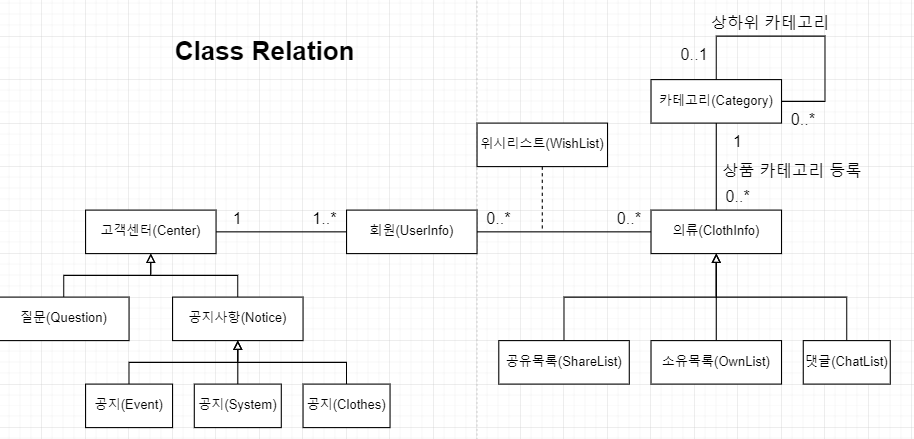 상하위 카테고리
Class Relation
0..1
카테고리(Category)
0..*
위시리스트(WishList)
1
상품 카테고리 등록
0..*
1
1..*
0..*
0..*
고객센터(Center)
회원(UserInfo)
의류(ClothInfo)
질문(Question)
공지사항(Notice)
공유목록(ShareList)
소유목록(OwnList)
댓글(ChatList)
공지(Event)
공지(System)
공지(Clothes)